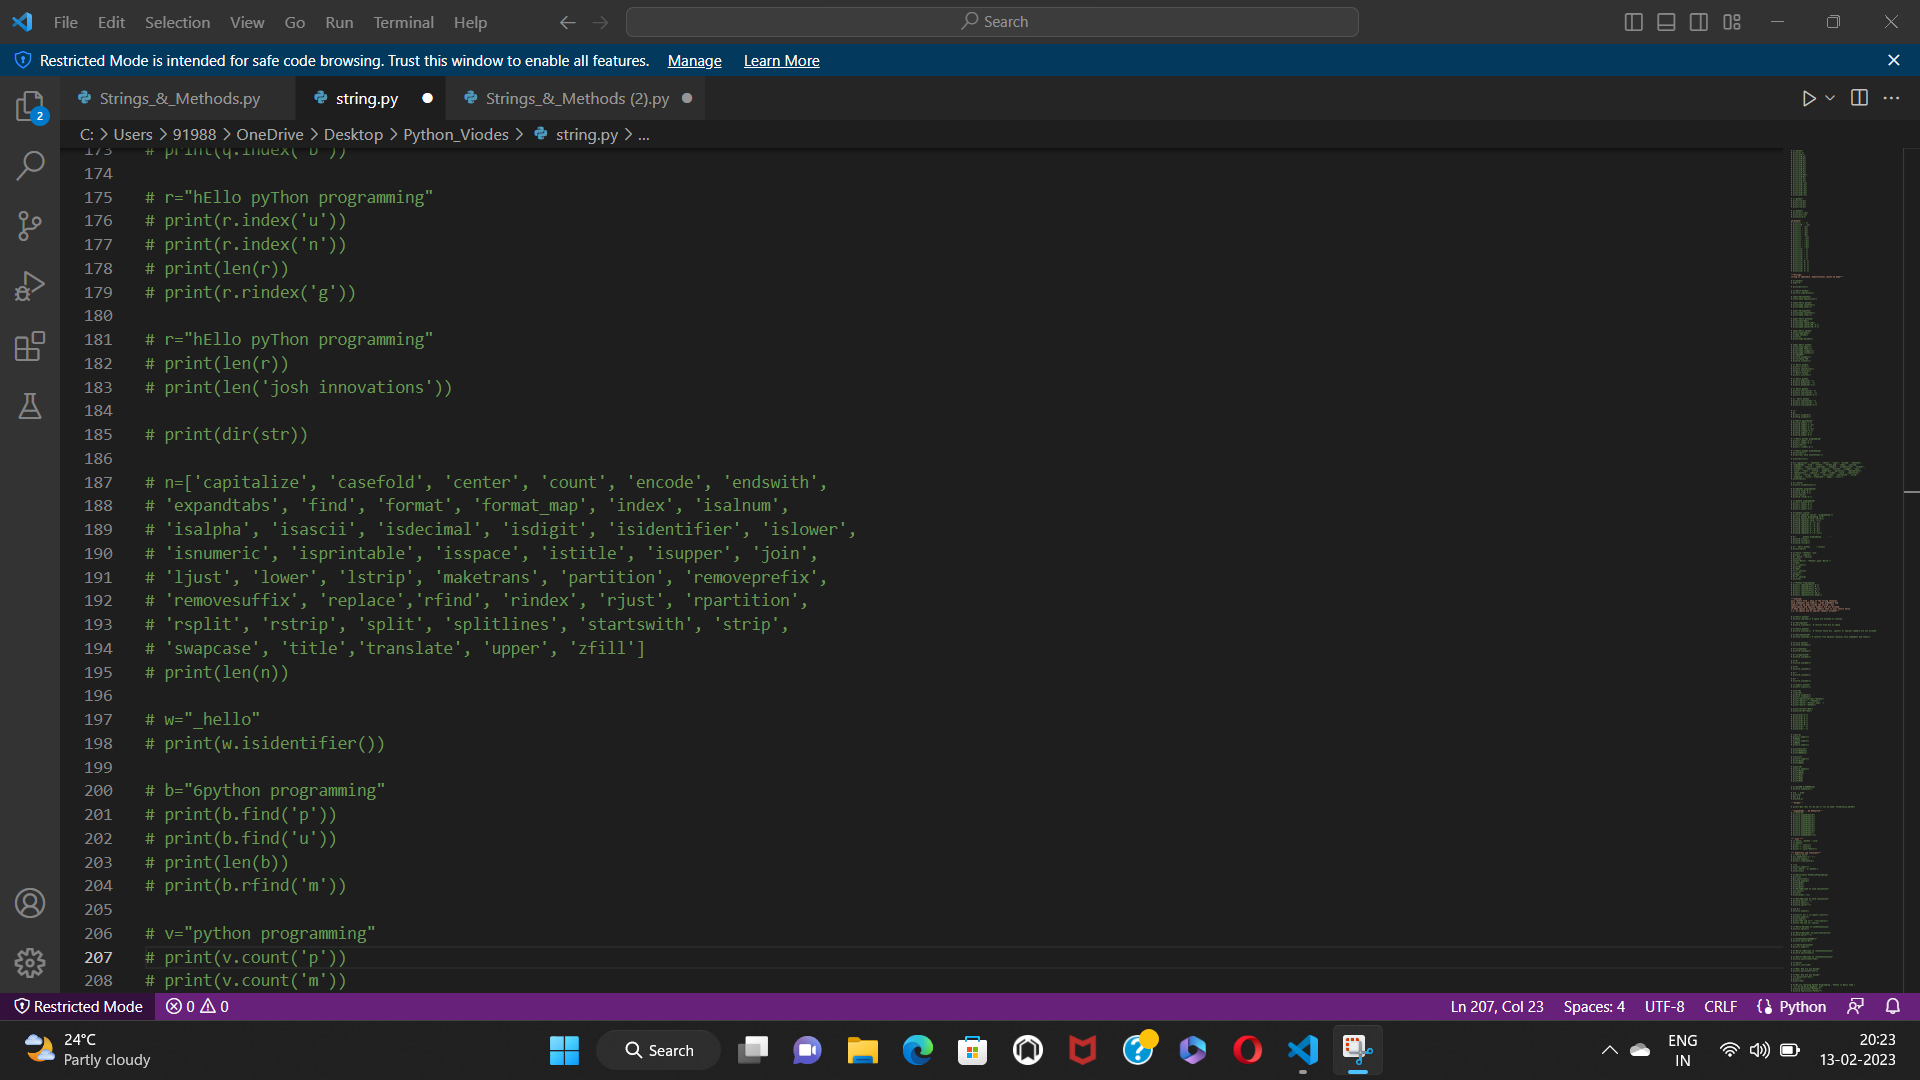 File Edit Selection View Go Run Terminal Help Search
Restricted Mode is intended for safe code browsing. Trust this window to enable all features. Manage Learn More
Strings_&_Methods.py string.py Strings_&_Methods (2).py
C: > Users > 91988 > OneDrive > Desktop > Python_Viodes > string.py > ...
173 # print(q.index('b'))
174
175 # r="hEllo pyThon programming"
176 # print(r.index('u'))
177 # print(r.index('n'))
178 # print(len(r))
179 # print(r.rindex('g'))
180
181 # r="hEllo pyThon programming"
182 # print(len(r))
183 # print(len('josh innovations'))
184
185 # print(dir(str))
186
187 # n=['capitalize', 'casefold', 'center', 'count', 'encode', 'endswith',
188 # 'expandtabs', 'find', 'format', 'format_map', 'index', 'isalnum',
189 # 'isalpha', 'isascii', 'isdecimal', 'isdigit', 'isidentifier', 'islower',
190 # 'isnumeric', 'isprintable', 'isspace', 'istitle', 'isupper', 'join',
191 # 'ljust', 'lower', 'lstrip', 'maketrans', 'partition', 'removeprefix',
192 # 'removesuffix', 'replace','rfind', 'rindex', 'rjust', 'rpartition',
193 # 'rsplit', 'rstrip', 'split', 'splitlines', 'startswith', 'strip',
194 # 'swapcase', 'title','translate', 'upper', 'zfill']
195 # print(len(n))
196
197 # w="_hello"
198 # print(w.isidentifier())
199
200 # b="6python programming"
201 # print(b.find('p'))
202 # print(b.find('u'))
203 # print(len(b))
204 # print(b.rfind('m'))
205
206 # v="python programming"
207 # print(v.count('p'))
208 # print(v.count('m'))
2
Restricted Mode 0 0 Ln 207, Col 23 Spaces: 4 UTF-8 CRLF Python
24°C
Partly cloudy
Search
ENG
IN
20:23
13-02-2023